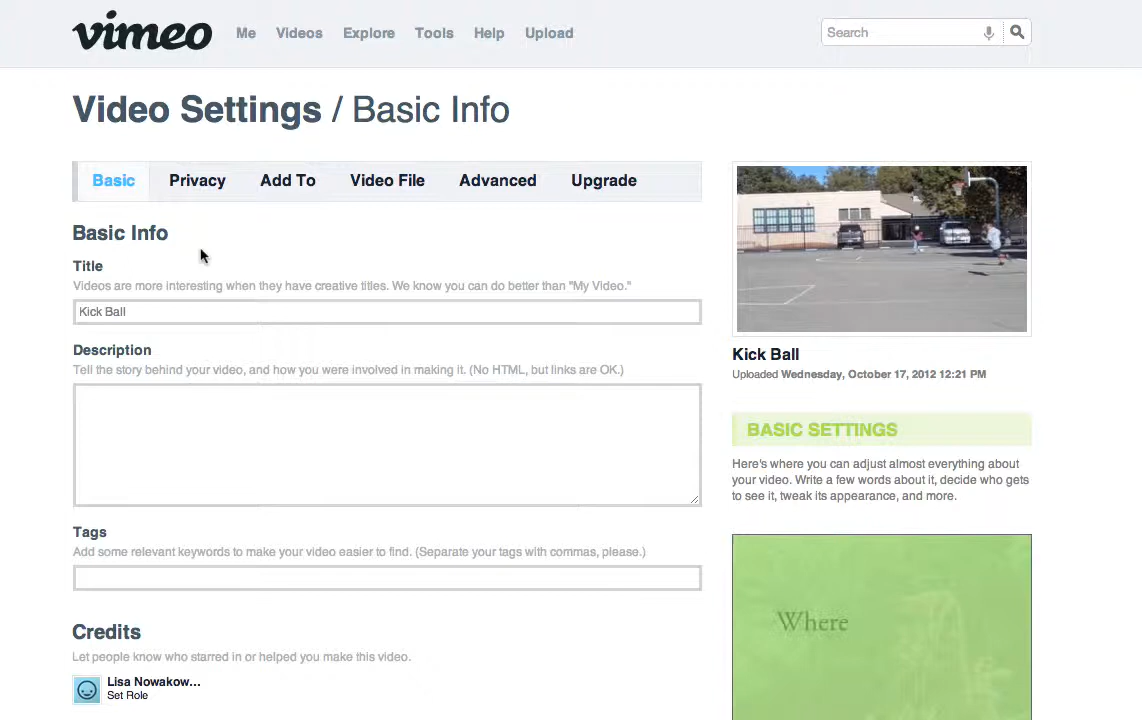 vimeo Me Videos Explore Tools Help Upload Search
Video Settings / Basic Info
Basic Privacy Add To Video File Advanced Upgrade
Basic Info
Title
Videos are more interesting when they have creative titles. We know you can do better than "My Video."
Kick Ball
Description
Tell the story behind your video, and how you were involved in making it. (No HTML, but links are OK.)
Tags
Add some relevant keywords to make your video easier to find. (Separate your tags with commas, please.)
Credits
Let people know who starred in or helped you make this video.
Lisa Nowakow...
Set Role
Kick Ball
Uploaded Wednesday, October 17, 2012 12:21 PM
BASIC SETTINGS
Here's where you can adjust almost everything about
your video. Write a few words about it, decide who gets
to see it, tweak its appearance, and more.
Where